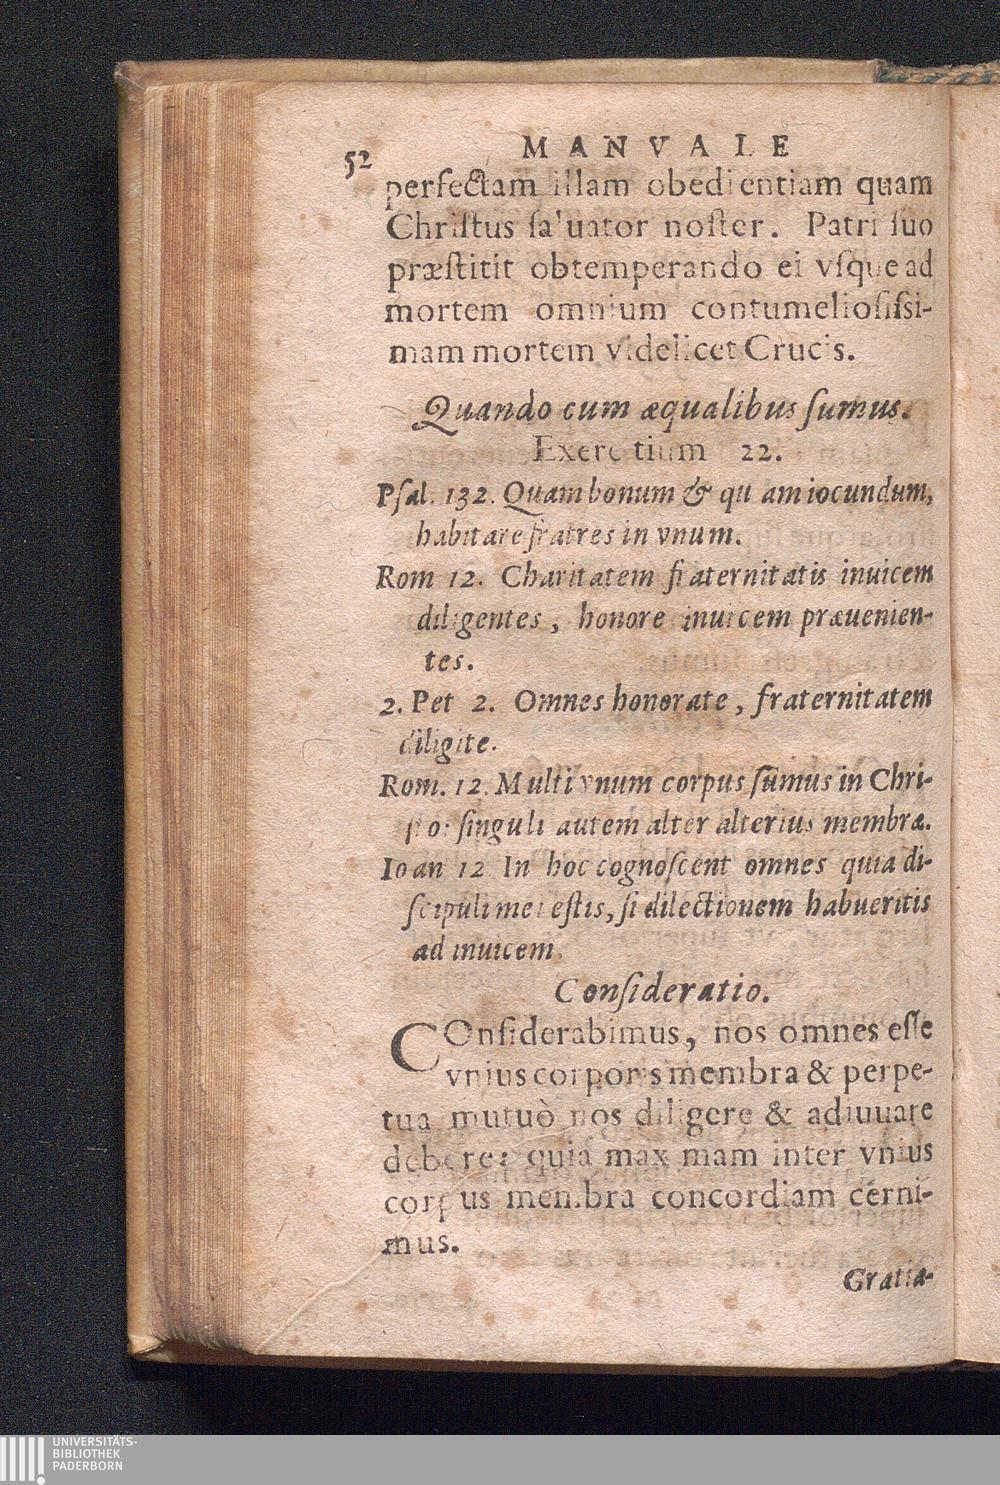 52 MANVALE
perfectam illam obedientiam quam
Chriſtus ſaluator noſter. Patri ſuo
præſtitit obtemperando ei vſque ad
mortem omnium contumelioſiſsi-
mam mortem videlicet Crucis.
Quando cum æqualibus ſumus.
Exercitium 22.
Pſal. 132. Quam bonum & quam iocundum,
habitare fratres in vnum.
Rom 12. Charitatem fraternitatis inuicem
diligentes, honore inuicem præuenien-
tes.
2. Pet 2. Omnes honorate, fraternitatem
diligite.
Rom. 12. Multi vnum corpus ſumus in Chri-
ſto: ſinguli autem alter alterius membra.
Ioan 12 In hoc cognoſcent omnes quia di-
ſcipuli mei eſtis, ſi dilectionem habueritis
ad inuicem.
Conſideratio.
COnſiderabimus, nos omnes eſſe
vnius corporis membra & perpe-
tua mutuò nos diligere & adiuuare
debere: quia maximam inter vnius
corpus membra concordiam cerni-
mus.
Gratia-
UNIVERSITÄTS-
BIBLIOTHEK
PADERBORN